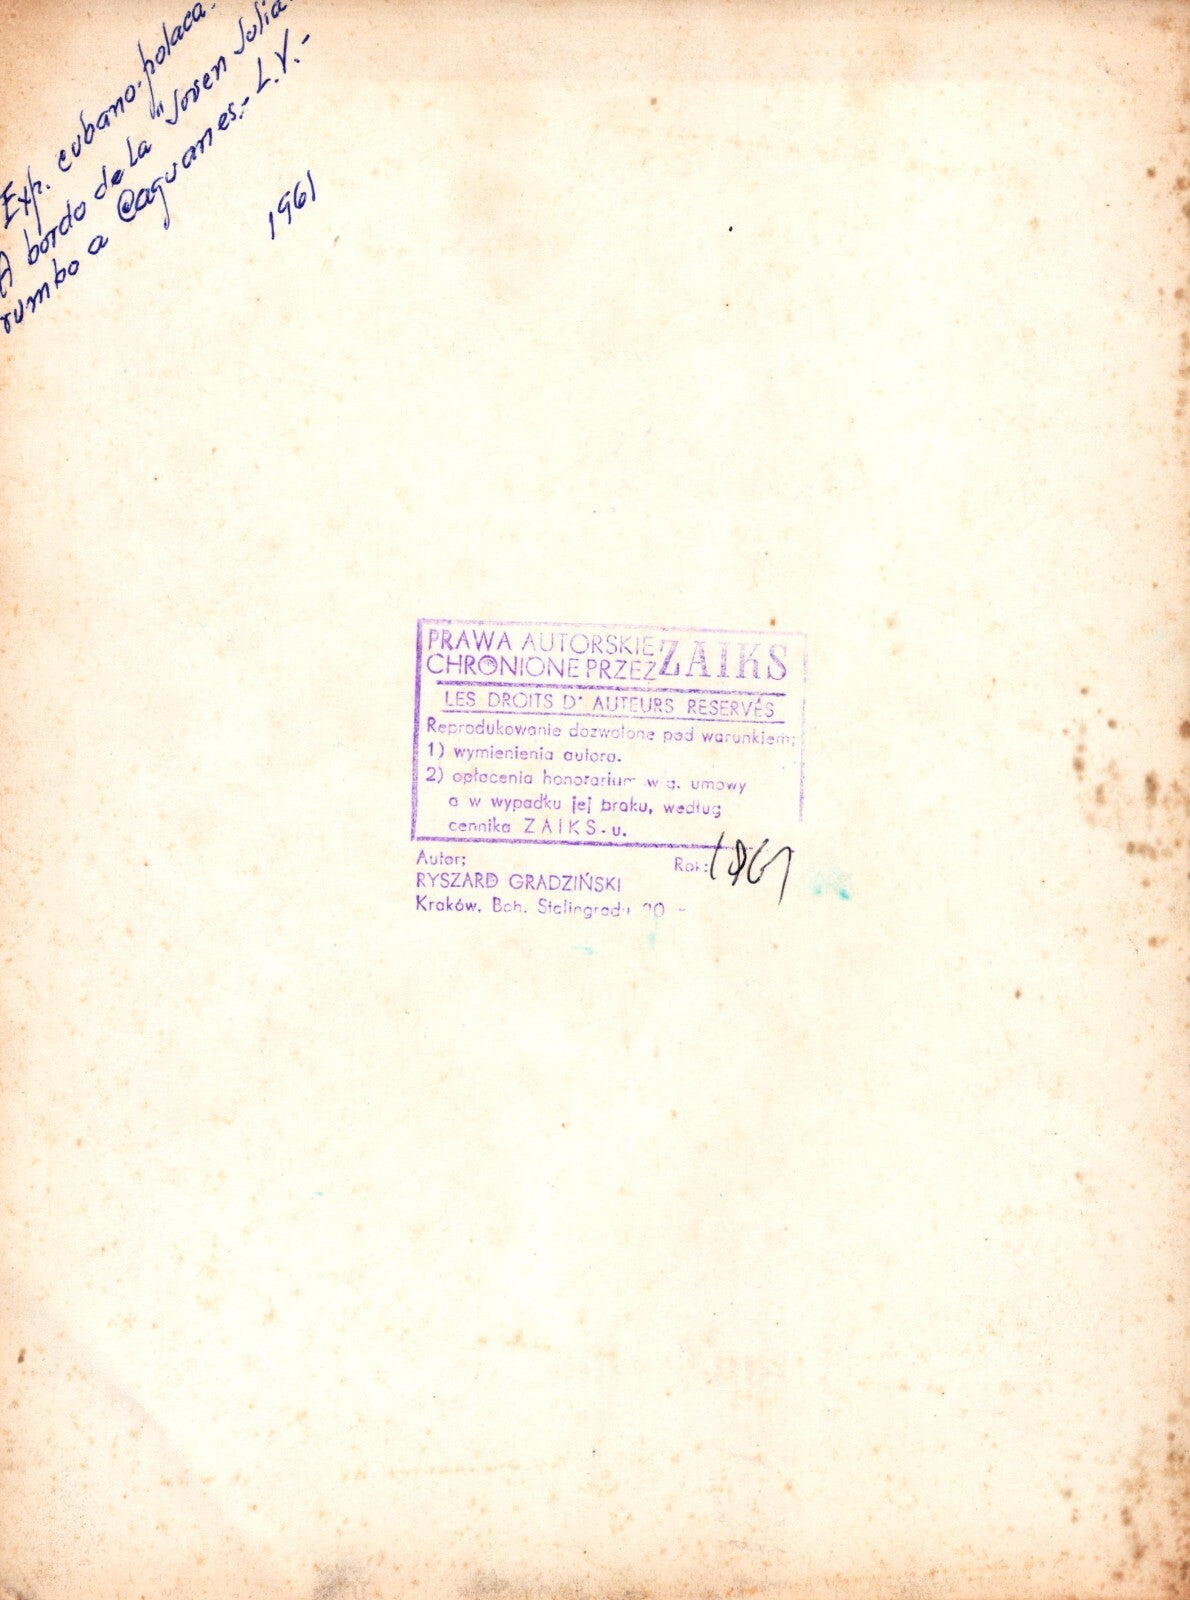 Exp. cubano-polaca.
A bordo de la "Joven Julia"
rumbo a Caguanes.- L.V.-
1961
PRAWA AUTORSKIE ZAIKS
CHRONIONE PRZEZ
LES DROITS D' AUTEURS RESERVÉS
Reprodukowanie dozwolone pod warunkiem;
1) wymienienia autora.
2) opłacenia honorarium w g. umowy
a w wypadku jej braku, według
cennika ZAIKS-u.
Autor; Rok: 1961
RYSZARD GRADZIŃSKI
Kraków, Boh. Stalingradu